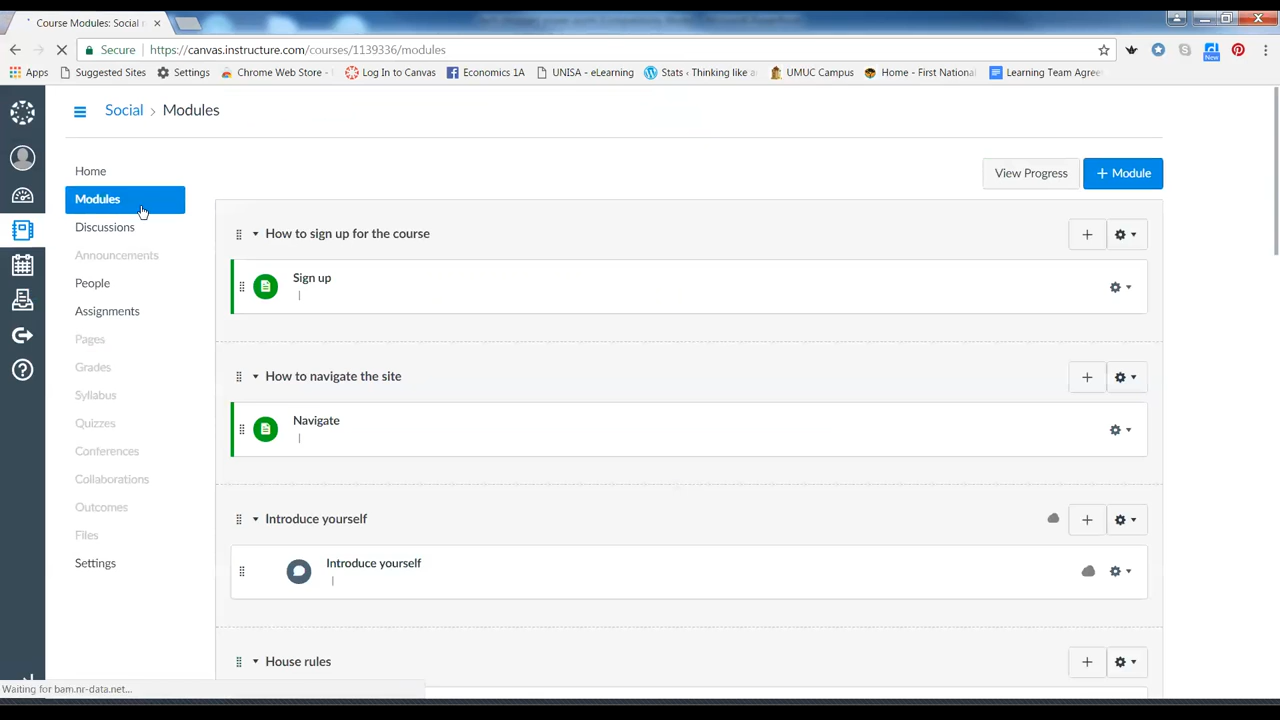 Course Modules: Social
Secure
https://canvas.instructure.com/courses/1139336/modules
Apps
Suggested Sites
Settings
Chrome Web Store -
Log In to Canvas
Economics 1A
UNISA - eLearning
Stats ‹ Thinking like a
UMUC Campus
Home - First National
Learning Team Agree
New
Social > Modules
Home
Modules
Discussions
Announcements
People
Assignments
Pages
Grades
Syllabus
Quizzes
Conferences
Collaborations
Outcomes
Files
Settings
View Progress
+ Module
How to sign up for the course
Sign up
|
How to navigate the site
Navigate
|
Introduce yourself
Introduce yourself
|
House rules
Waiting for bam.nr-data.net...